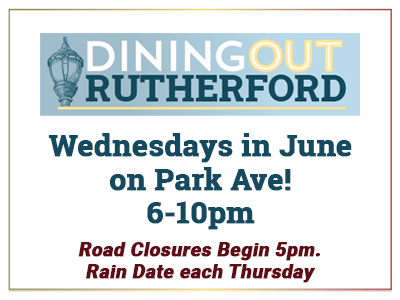 DINING OUT
RUTHERFORD
Wednesdays in June
on Park Ave!
6-10pm
Road Closures Begin 5pm.
Rain Date each Thursday